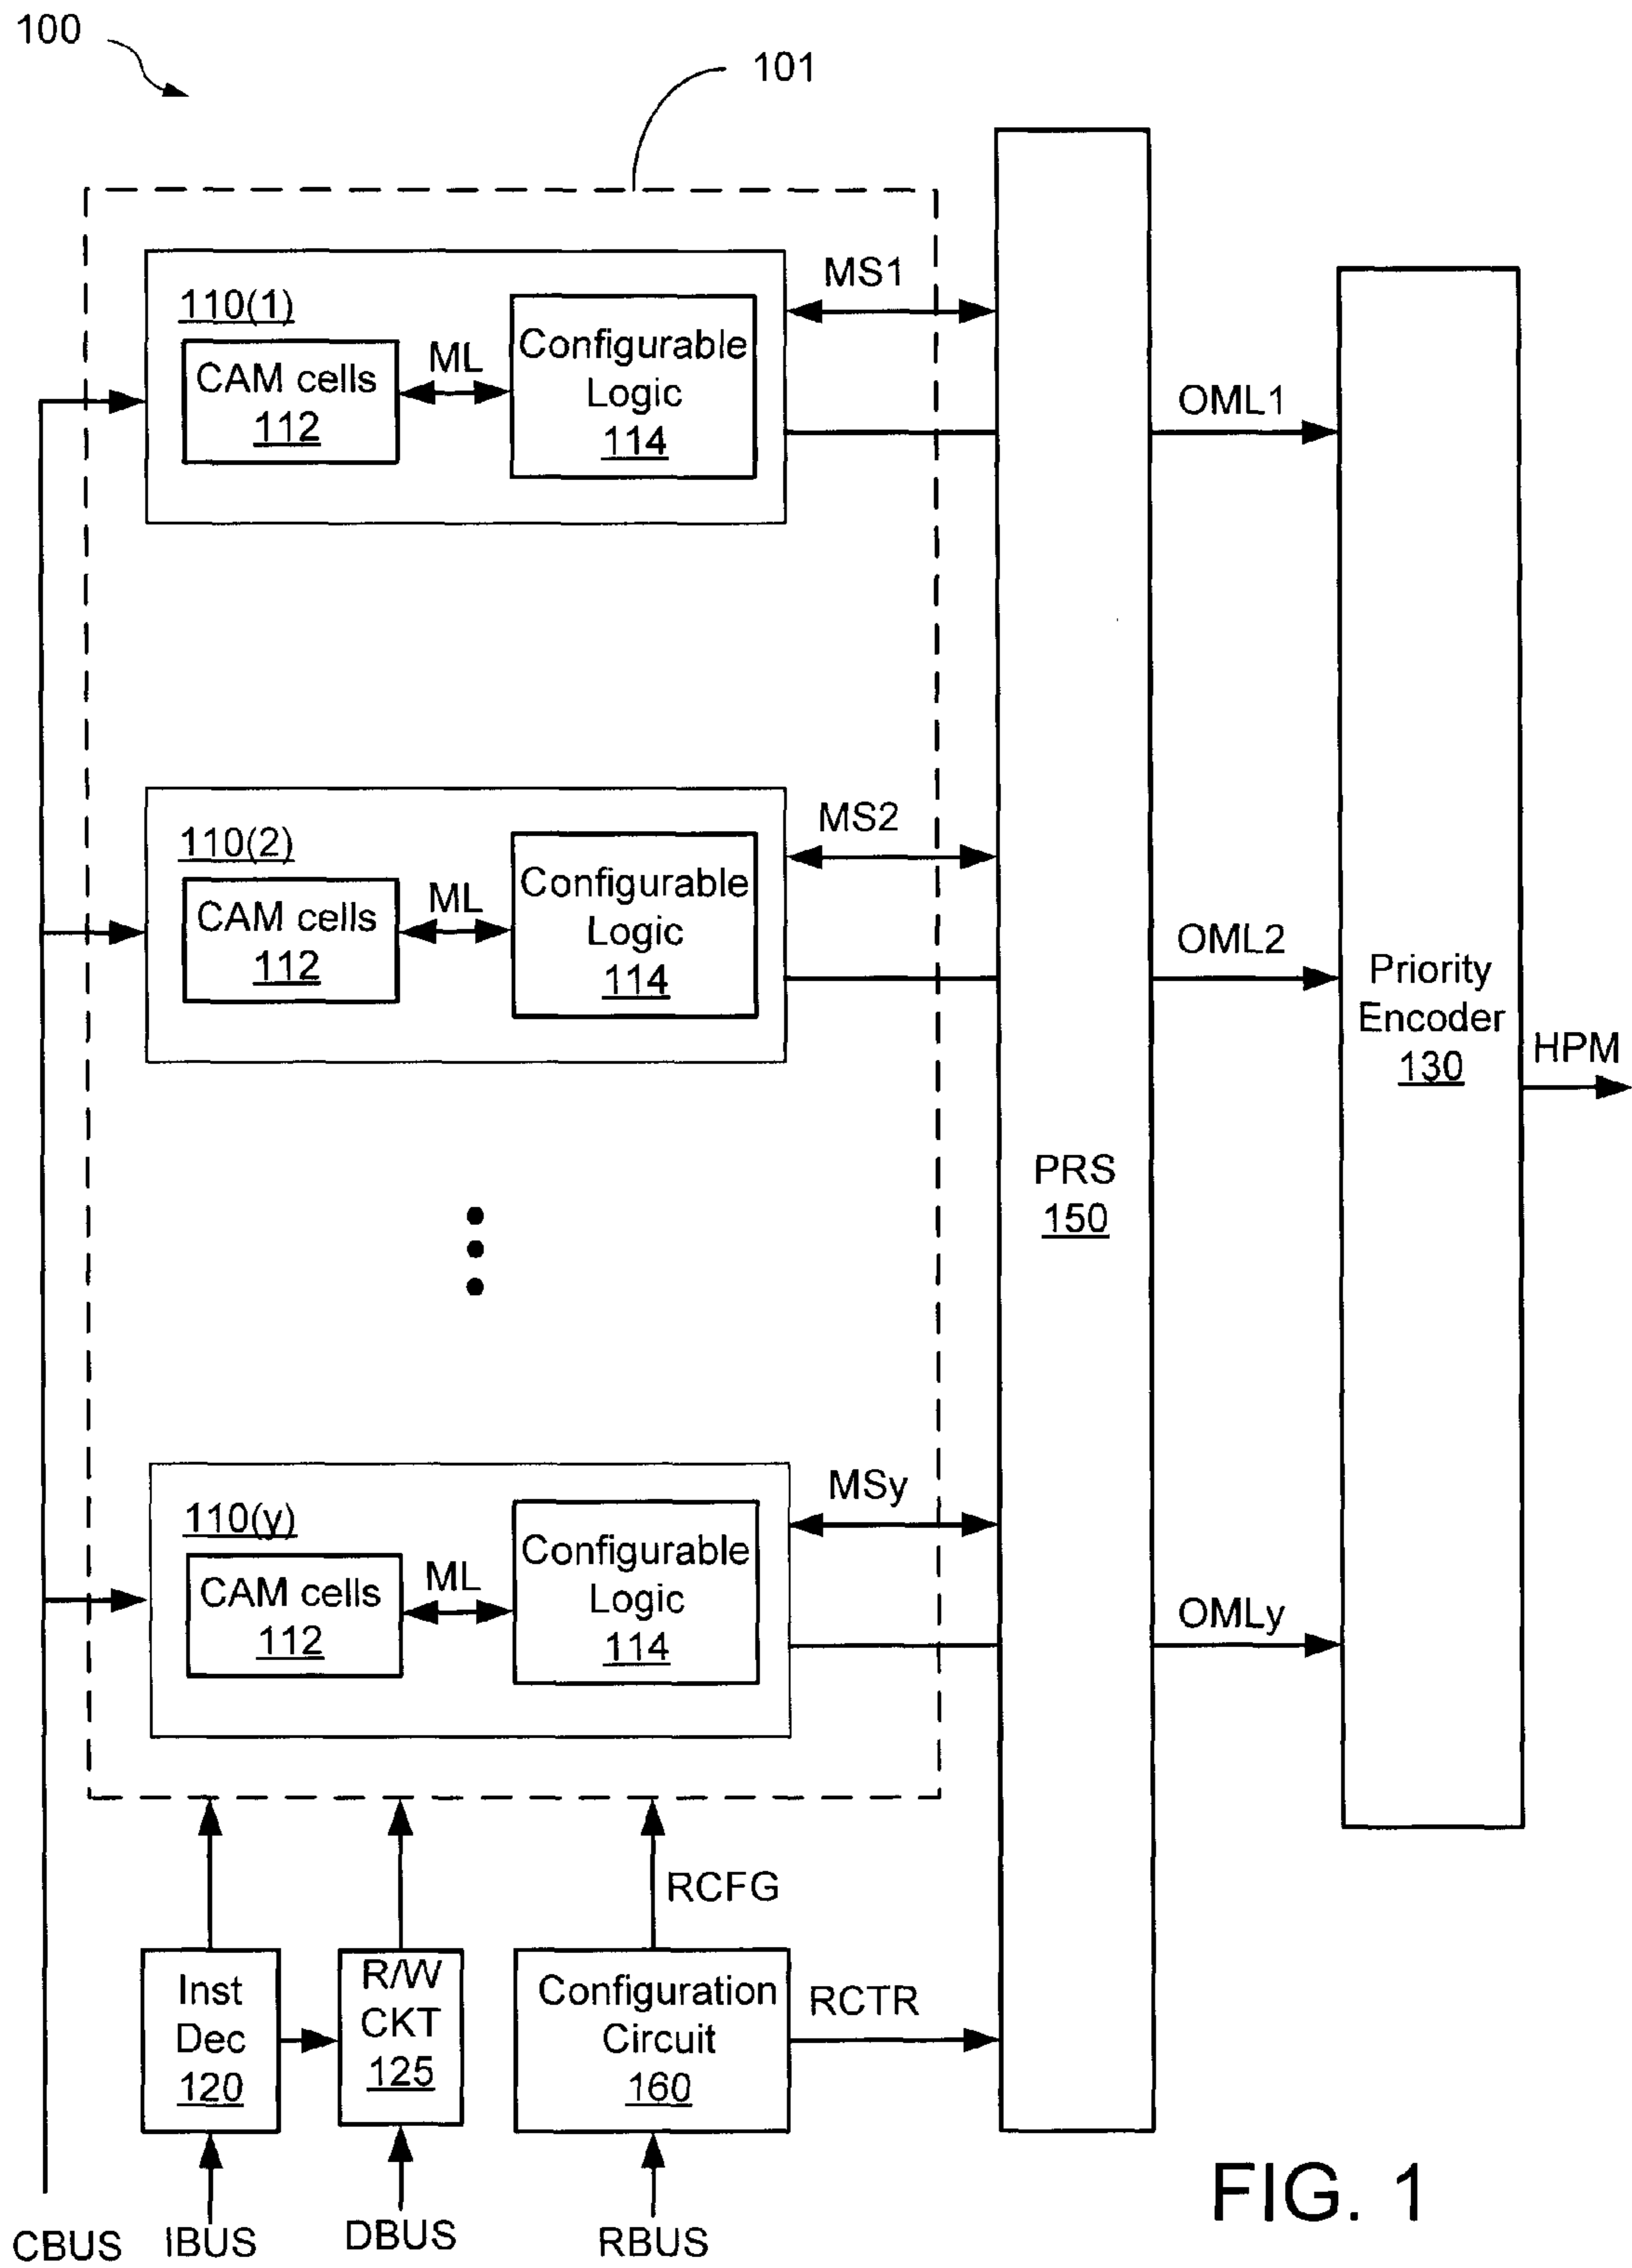 100
101
110(1)
CAM cells
112
ML
Configurable
Logic
114
MS1
OML1
110(2)
CAM cells
112
ML
Configurable
Logic
114
MS2
OML2
Priority
Encoder
130
HPM
PRS
150
110(y)
CAM cells
112
ML
Configurable
Logic
114
MSy
OMLy
RCFG
Inst
Dec
120
R/W
CKT
125
Configuration
Circuit
160
RCTR
CBUS
IBUS
DBUS
RBUS
FIG. 1